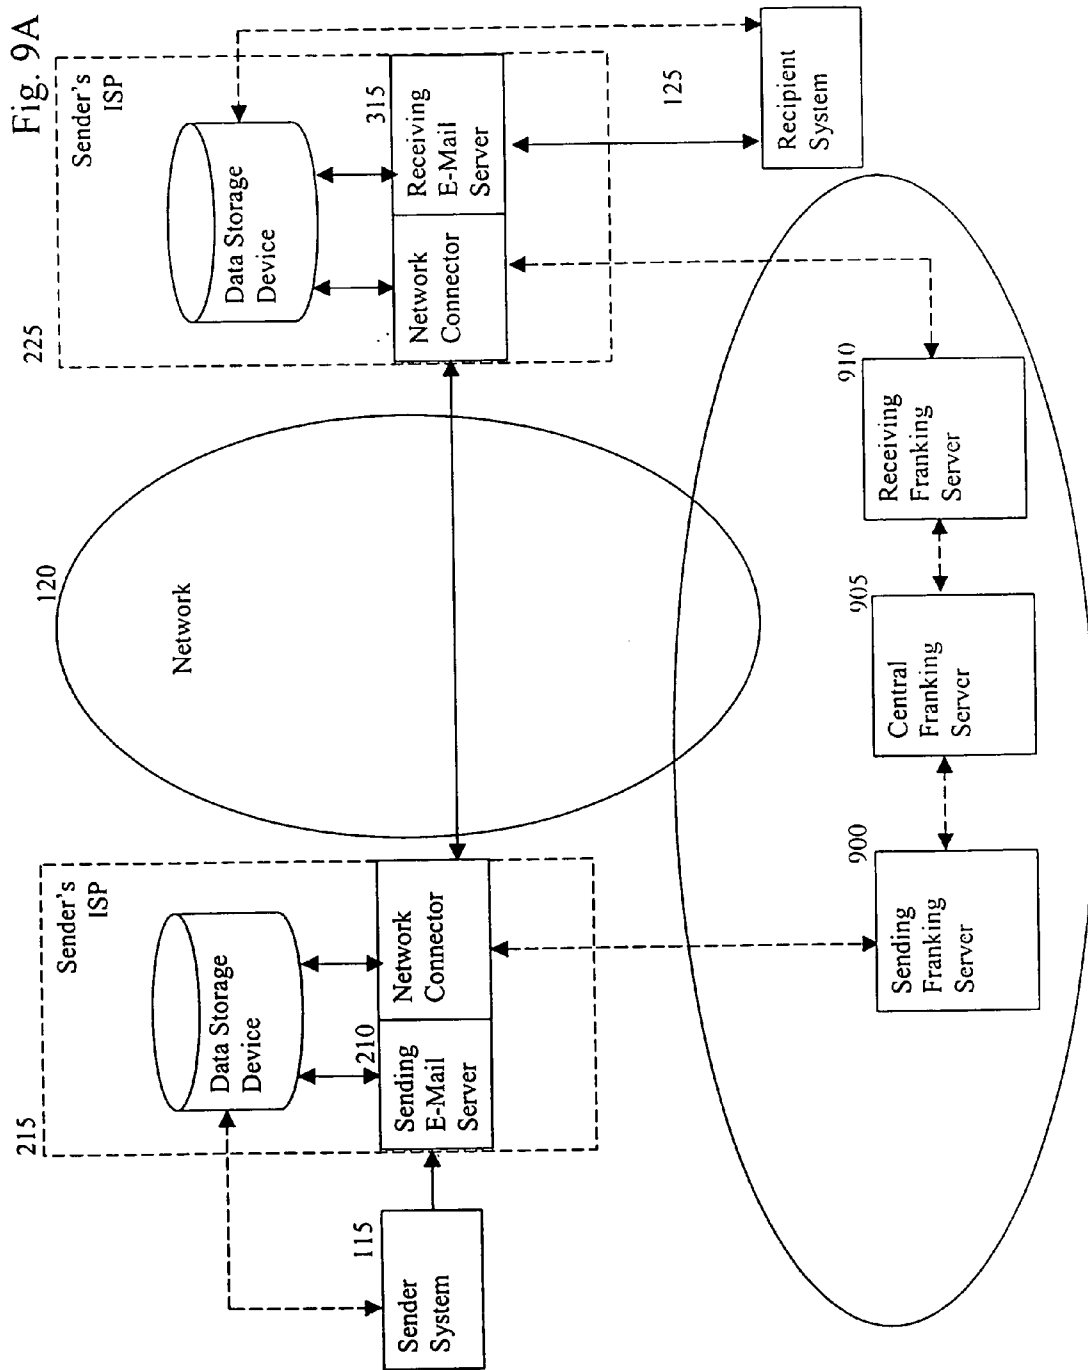 Fig. 9A
215
Sender's
ISP
Data Storage
Device
210
Sending
E-Mail
Server
Network
Connector
115
Sender
System
120
Network
225
Sender's
ISP
Data Storage
Device
315
Network
Connector
Receiving
E-Mail
Server
125
Recipient
System
900
Sending
Franking
Server
905
Central
Franking
Server
910
Receiving
Franking
Server